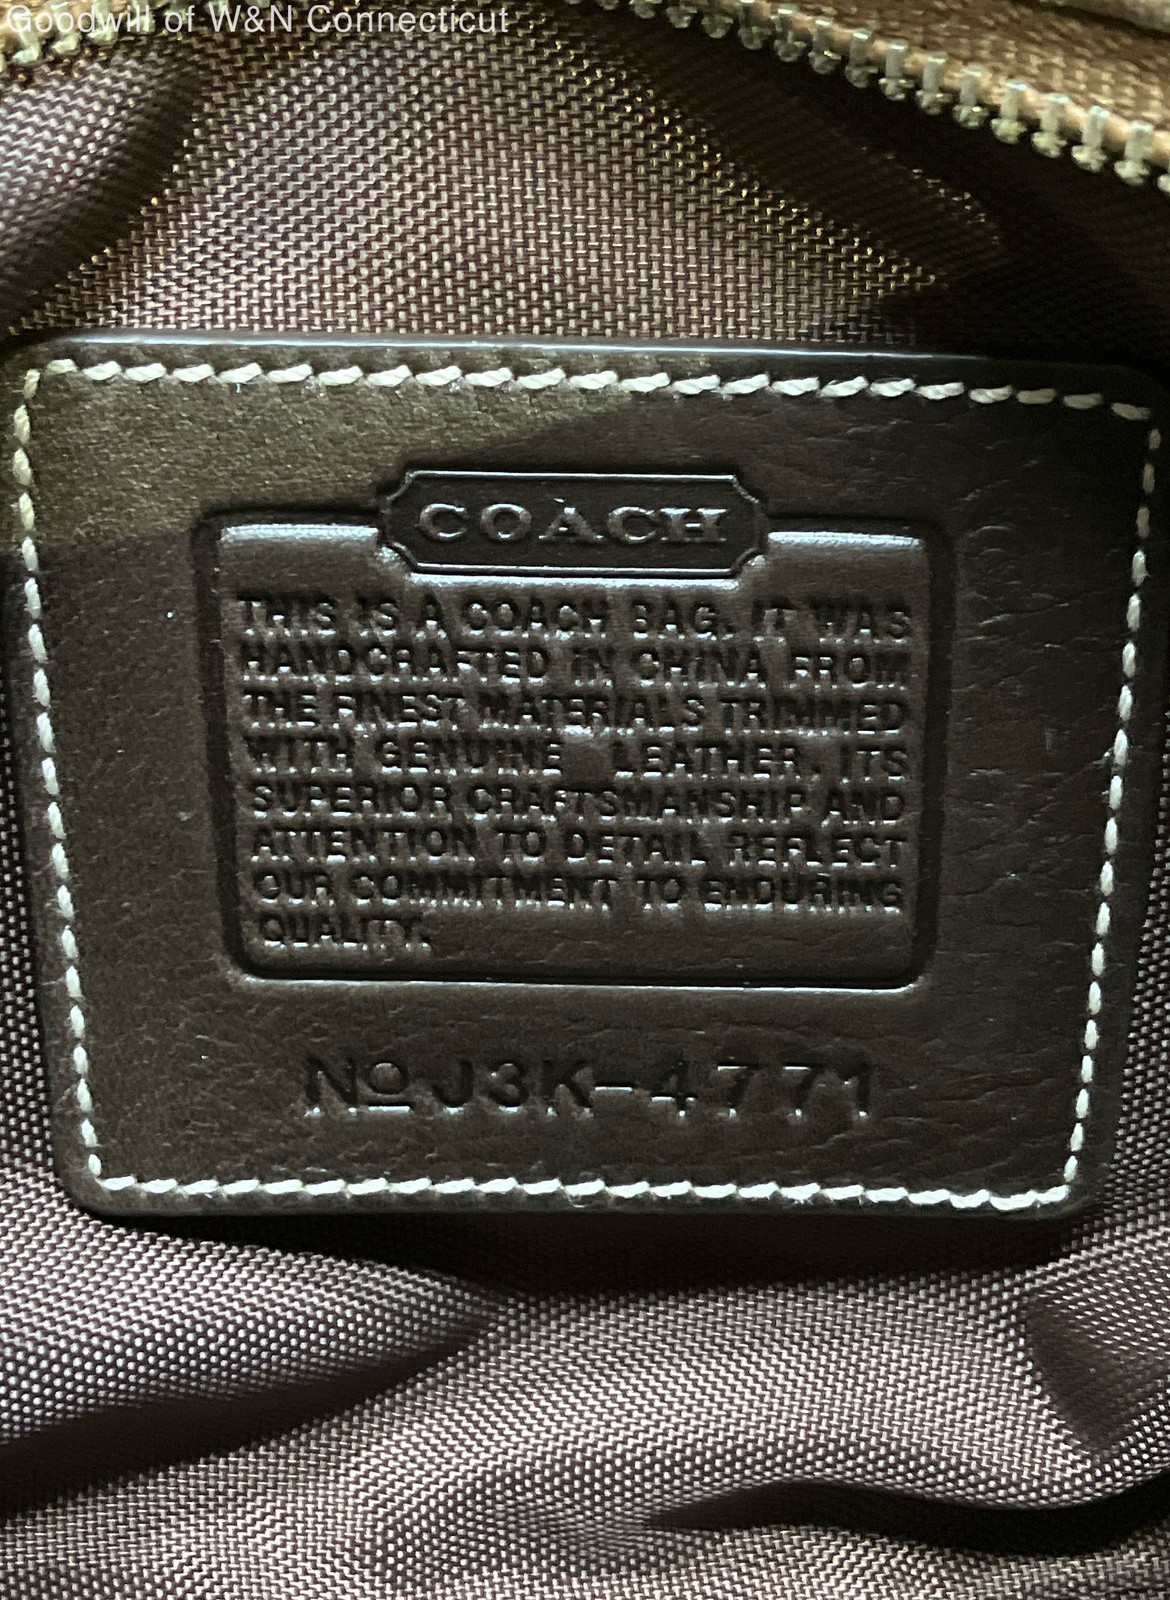 Goodwill of W&N Connecticut
COACH
THIS IS A COACH BAG. IT WAS
HANDCRAFTED IN CHINA FROM
THE FINEST MATERIALS TRIMMED
WITH GENUINE LEATHER. ITS
SUPERIOR CRAFTSMANSHIP AND
ATTENTION TO DETAIL REFLECT
OUR COMMITMENT TO ENDURING
QUALITY.
Nº J3K-4771